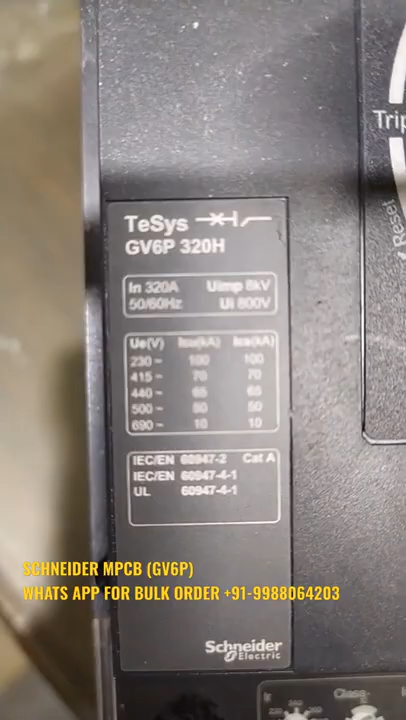 Trip
Reset
TeSys
GV6P 320H
In 320A Uimp 8kV
50/60Hz Ui 800V
Ue(V) Icu(kA) Ics(kA)
230 ~ 100 100
415 ~ 70 70
440 ~ 65 65
500 ~ 50 50
690 ~ 10 10
IEC/EN 60947-2 Cat A
IEC/EN 60947-4-1
UL 60947-4-1
SCHNEIDER MPCB (GV6P)
WHATS APP FOR BULK ORDER +91-9988064203
Schneider
Electric
Ir
Class